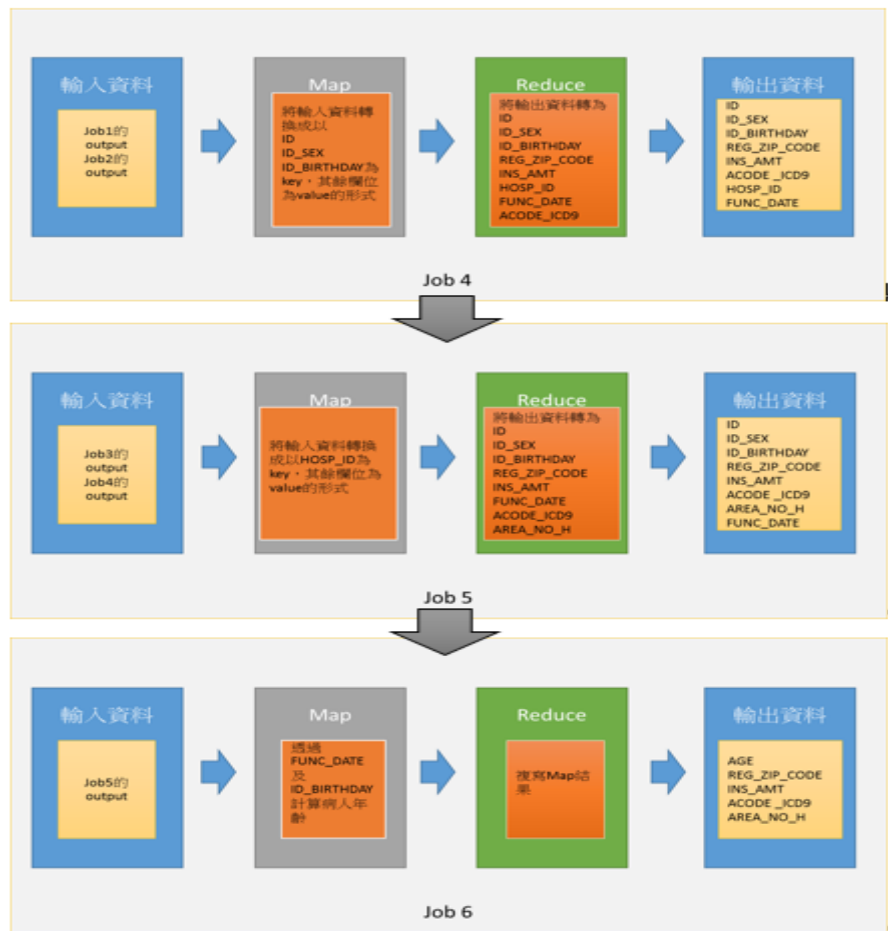 輸入資料
Job1的
output
Job2的
output
Map
將輸入資料轉
換成以
ID
ID_SEX
ID_BIRTHDAY為
key，其餘欄位
為value的形式
Reduce
將輸出資料轉為
ID
ID_SEX
ID_BIRTHDAY
REG_ZIP_CODE
INS_AMT
HOSP_ID
FUNC_DATE
ACODE_ICD9
輸出資料
ID
ID_SEX
ID_BIRTHDAY
REG_ZIP_CODE
INS_AMT
ACODE_ICD9
HOSP_ID
FUNC_DATE
Job 4
輸入資料
Job3的
output
Job4的
output
Map
將輸入資料轉換
成以HOSP_ID為
key，其餘欄位為
value的形式
Reduce
將輸出資料轉為
ID
ID_SEX
ID_BIRTHDAY
REG_ZIP_CODE
INS_AMT
FUNC_DATE
ACODE_ICD9
AREA_NO_H
輸出資料
ID
ID_SEX
ID_BIRTHDAY
REG_ZIP_CODE
INS_AMT
ACODE_ICD9
AREA_NO_H
FUNC_DATE
Job 5
輸入資料
Job5的
output
Map
透過
FUNC_DATE
及
ID_BIRTHDAY
計算病人年
齡
Reduce
複寫Map結
果
輸出資料
AGE
REG_ZIP_CODE
INS_AMT
ACODE_ICD9
AREA_NO_H
Job 6